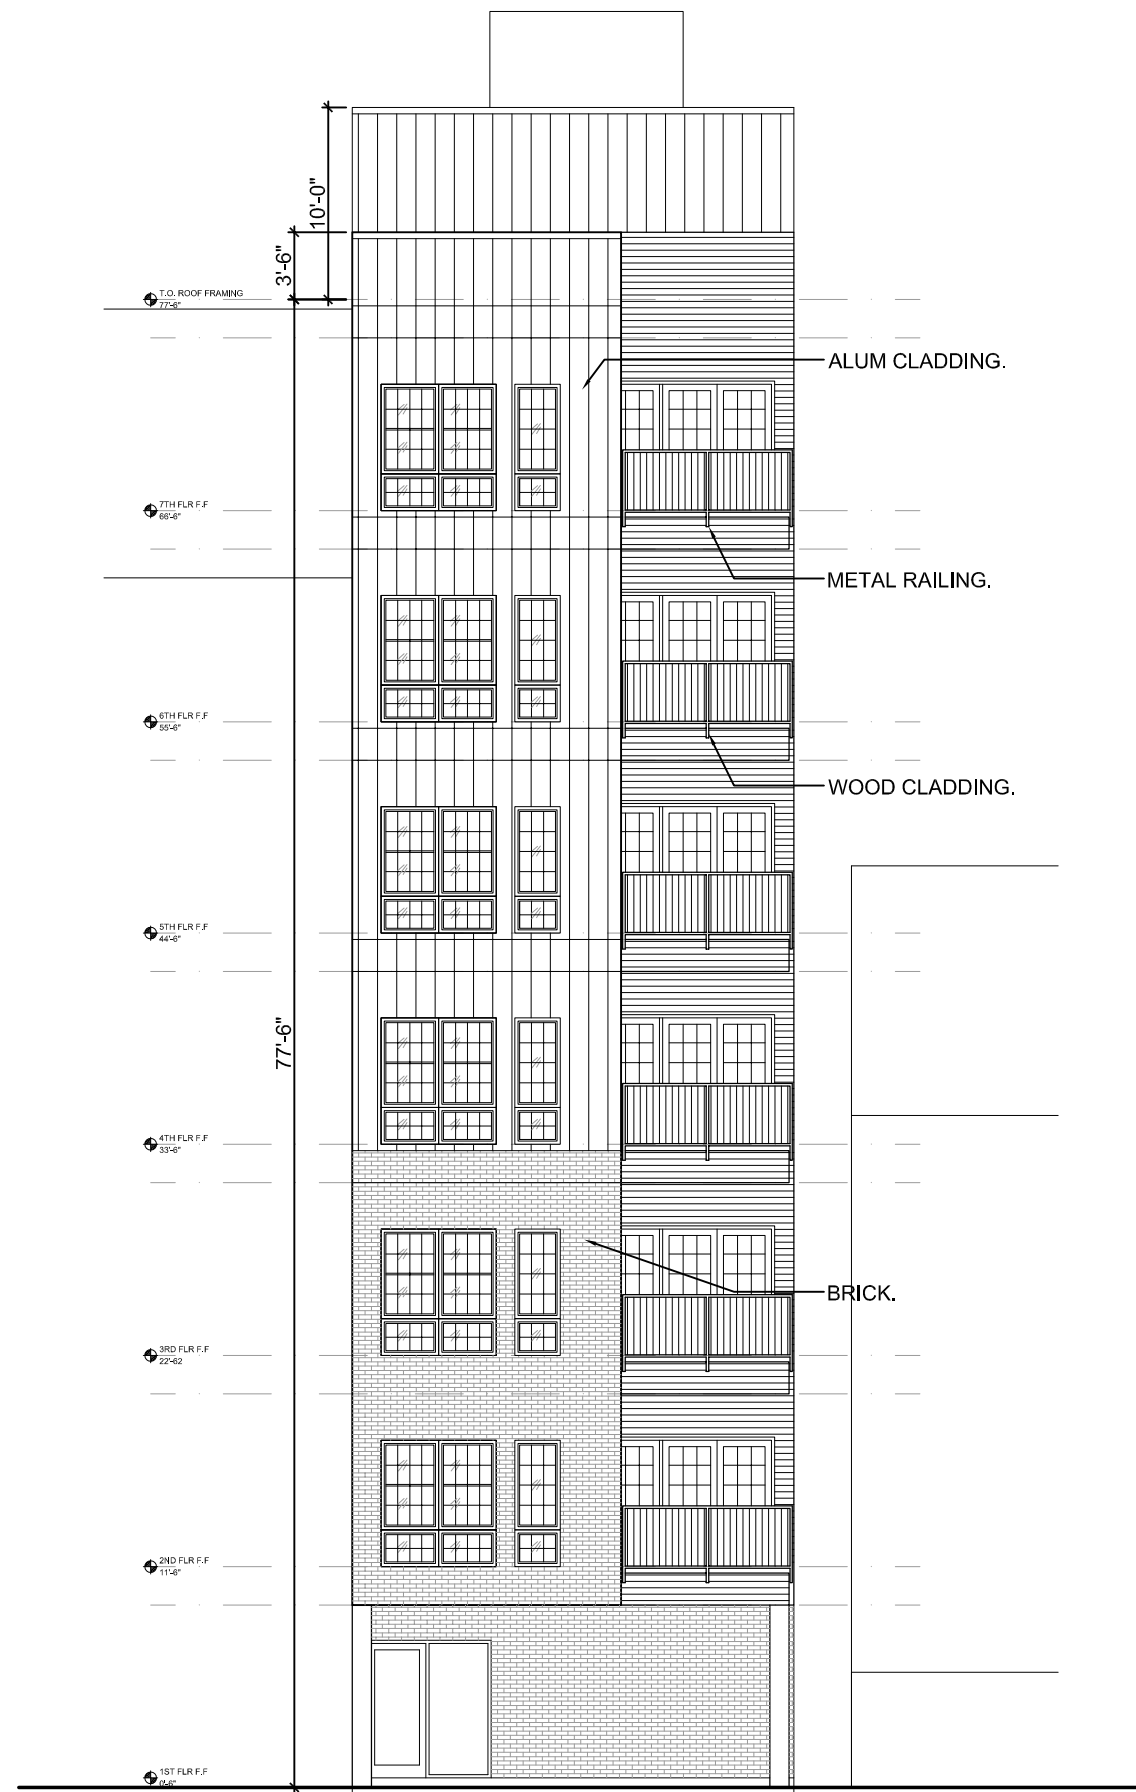 10'-0"
3'-6"
T.O. ROOF FRAMING
77'-6"
ALUM CLADDING.
7TH FLR F.F
66'-6"
METAL RAILING.
6TH FLR F.F
55'-6"
WOOD CLADDING.
5TH FLR F.F
44'-6"
77'-6"
4TH FLR F.F
33'-6"
BRICK.
3RD FLR F.F
22'-62
2ND FLR F.F
11'-6"
1ST FLR F.F
0'-6"